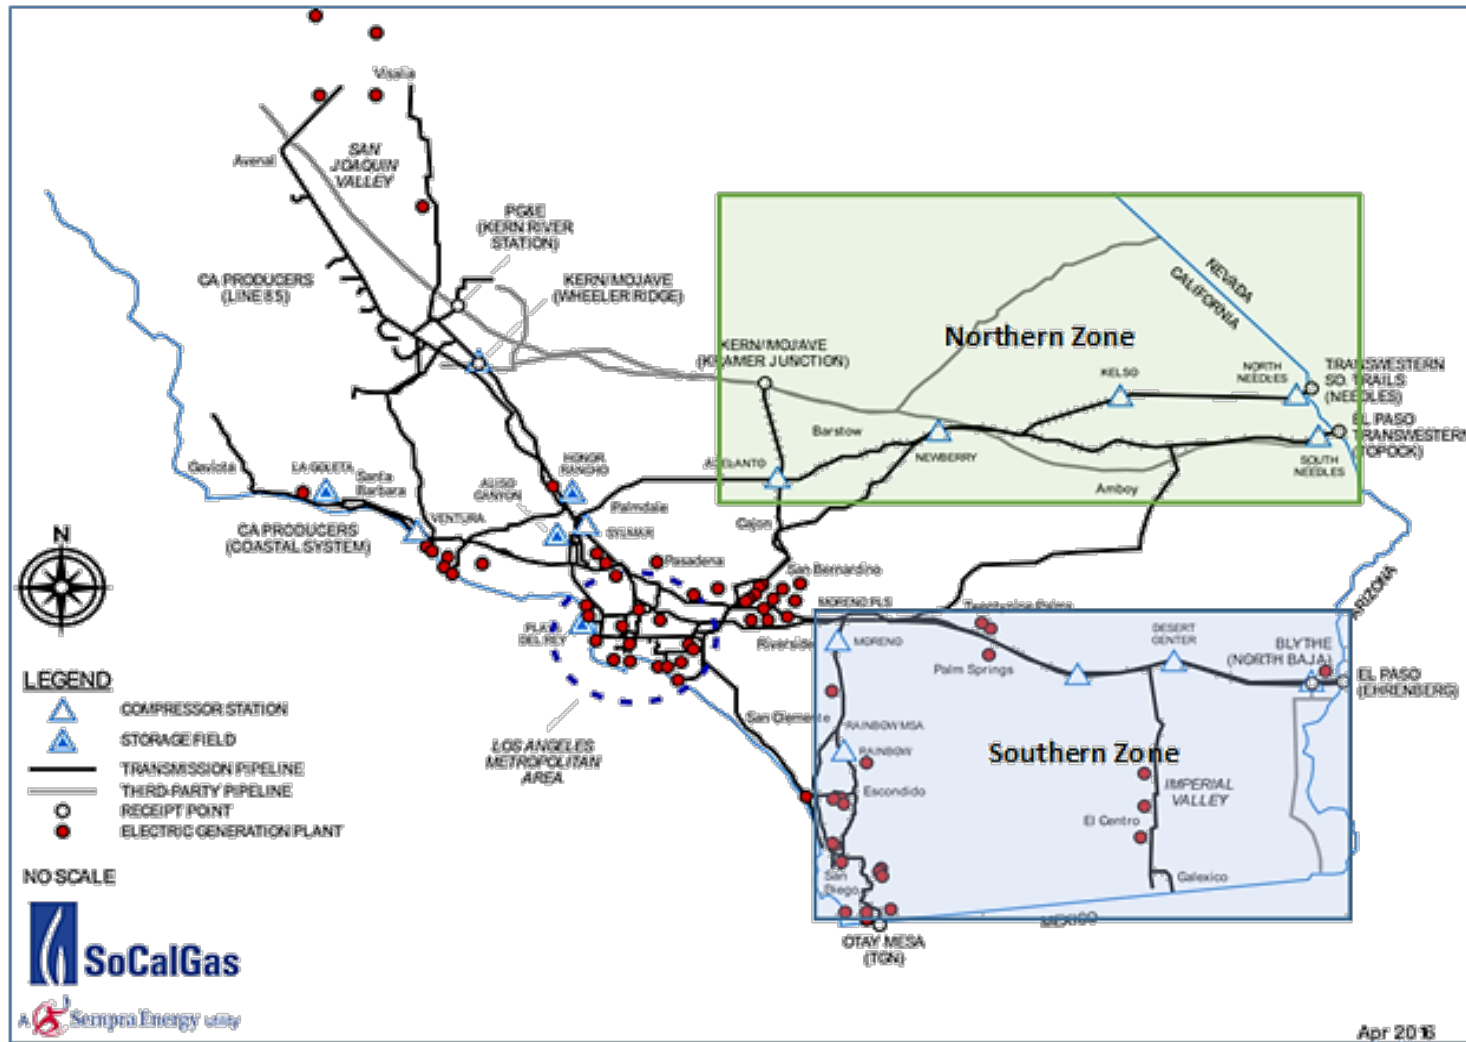 Visalia
Avenal
SAN
JOAQUIN
VALLEY
PG&E
(KERN RIVER
STATION)
CA PRODUCERS
(LINE 85)
KERN/MOJAVE
(WHEELER RIDGE)
NEVADA
CALIFORNIA
Northern Zone
KERN/MOJAVE
(KRAMER JUNCTION)
KELSO
NORTH
NEEDLES
TRANSWESTERN
SO. TRAILS
(NEEDLES)
EL PASO
TRANSWESTERN
(TOPOCK)
Barstow
NEWBERRY
SOUTH
NEEDLES
ADELANTO
Amboy
Gaviota
LA GOLETA
Santa
Barbara
HONOR
RANCHO
ALISO
CANYON
Palmdale
SYLMAR
VENTURA
CA PRODUCERS
(COASTAL SYSTEM)
Cajon
Pasadena
San Bernardino
N
ARIZONA
MORENO PLS
Twentynine Palms
PLAYA
DEL REY
Riverside
MORENO
DESERT
CENTER
BLYTHE
(NORTH BAJA)
Palm Springs
EL PASO
(EHRENBERG)
San Clemente
RAINBOW MSA
RAINBOW
Southern Zone
LOS ANGELES
METROPOLITAN
AREA
Escondido
IMPERIAL
VALLEY
El Centro
San
Diego
Calexico
MEXICO
OTAY MESA
(TGN)
LEGEND
COMPRESSOR STATION
STORAGE FIELD
TRANSMISSION PIPELINE
THIRD-PARTY PIPELINE
RECEIPT POINT
ELECTRIC GENERATION PLANT
NO SCALE
SoCalGas
A Sempra Energy utility
Apr 2016